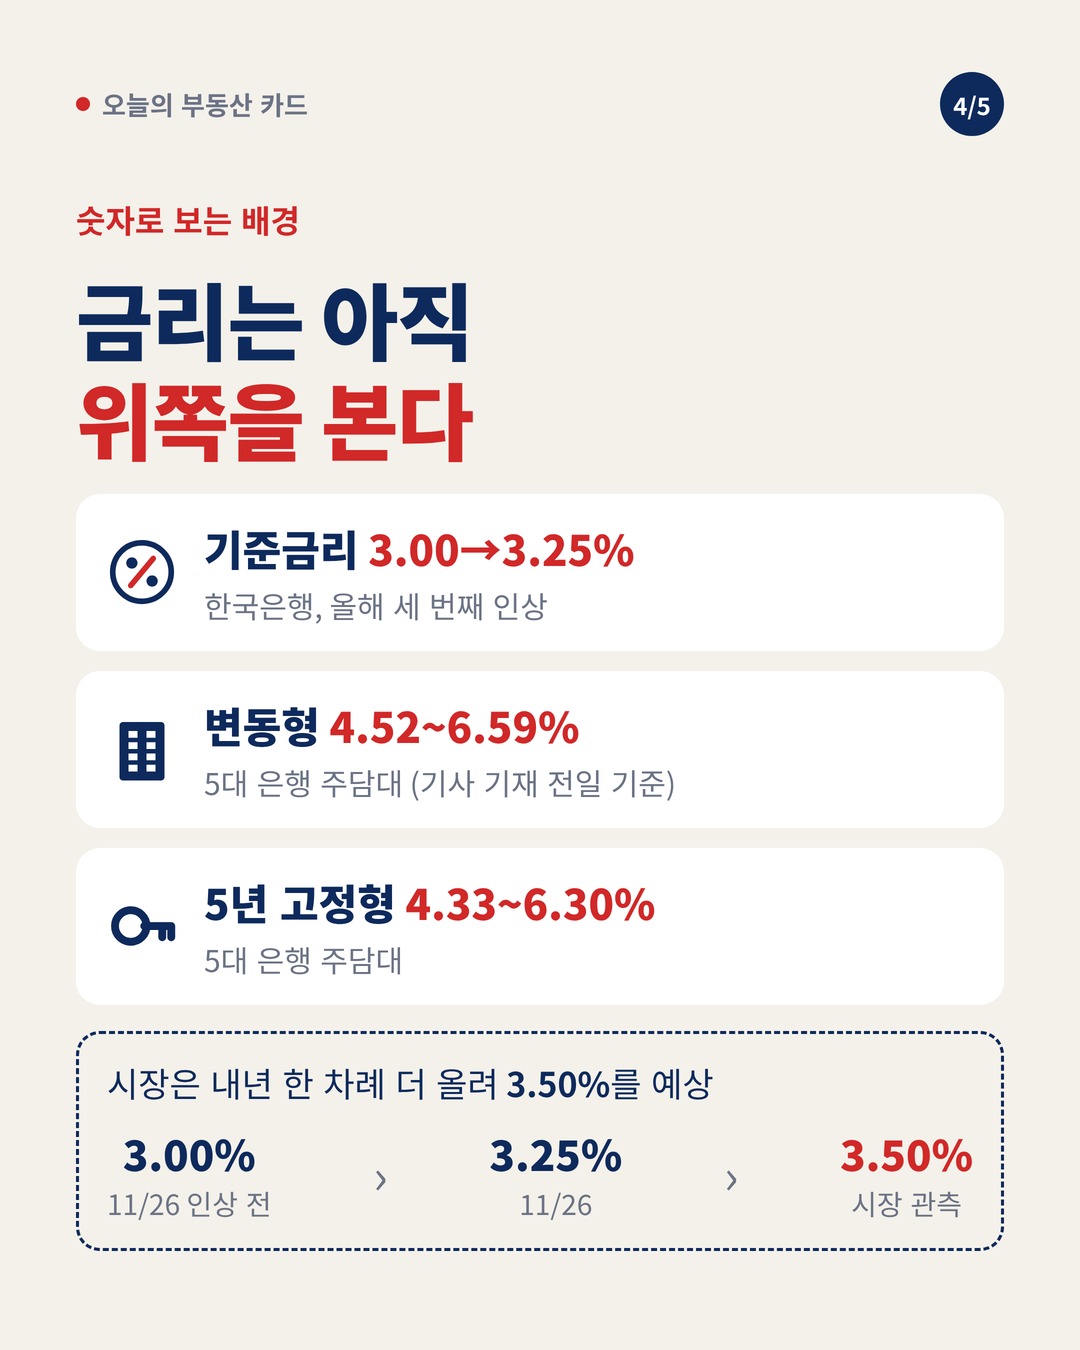 오늘의 부동산 카드
4/5
숫자로 보는 배경
금리는 아직
위쪽을 본다
기준금리 3.00→3.25%
한국은행, 올해 세 번째 인상
변동형 4.52~6.59%
5대 은행 주담대 (기사 기재 전일 기준)
5년 고정형 4.33~6.30%
5대 은행 주담대
시장은 내년 한 차례 더 올려 3.50%를 예상
3.00% › 3.25% › 3.50%
11/26 인상 전 11/26 시장 관측